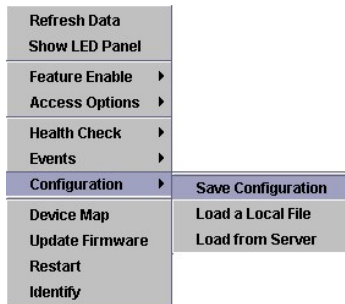 Refresh Data
Show LED Panel
Feature Enable
Access Options
Health Check
Events
Configuration
Save Configuration
Load a Local File
Load from Server
Device Map
Update Firmware
Restart
Identify